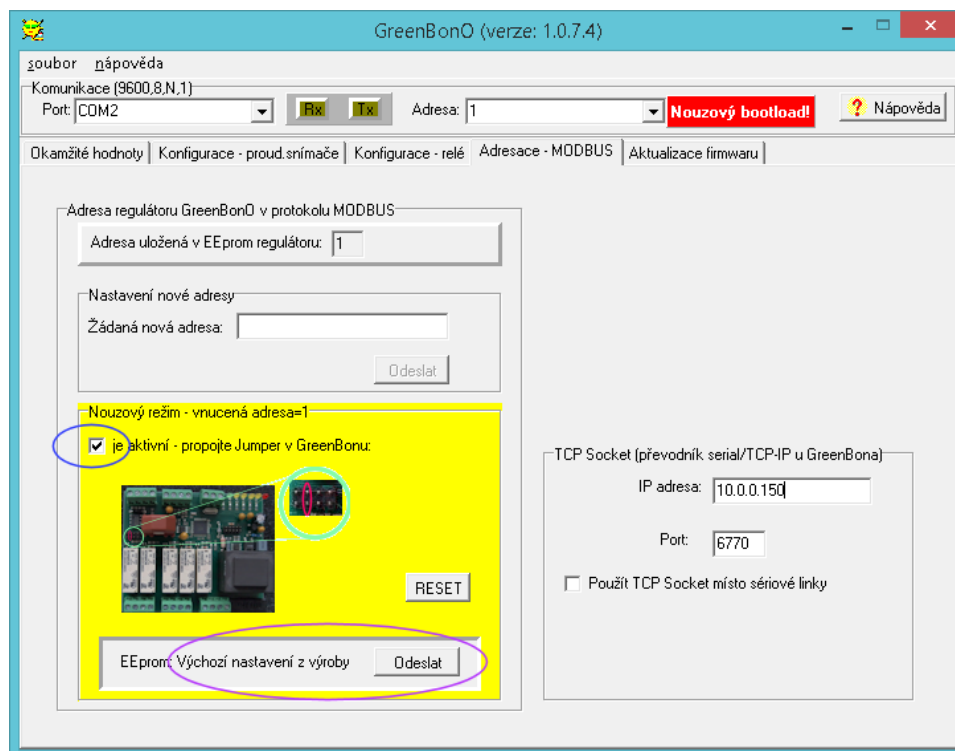 GreenBonO (verze: 1.0.7.4)
soubor nápověda
Komunikace (9600,8,N,1)
Port: COM2 Rx Tx Adresa: 1 Nouzový bootload! ? Nápověda
Okamžité hodnoty Konfigurace - proud.snímače Konfigurace - relé Adresace - MODBUS Aktualizace firmwaru
Adresa regulátoru GreenBonO v protokolu MODBUS
Adresa uložená v EEprom regulátoru: 1
Nastavení nové adresy
Žádaná nová adresa:
Odeslat
Nouzový režim - vnucená adresa=1
je aktivní - propojte Jumper v GreenBonu:
RESET
EEprom: Výchozí nastavení z výroby Odeslat
TCP Socket (převodník serial/TCP-IP u GreenBona)
IP adresa: 10.0.0.150
Port: 6770
Použít TCP Socket místo sériové linky